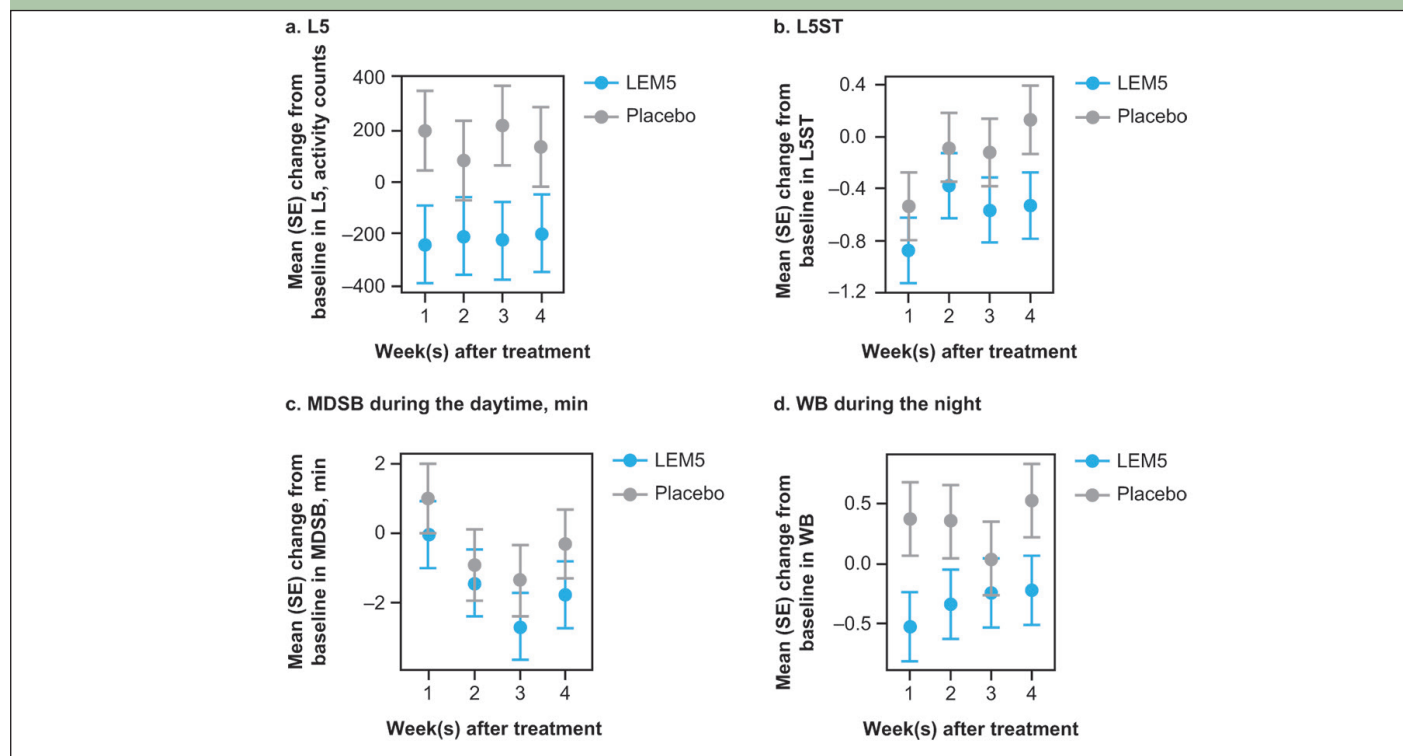 a. L5
Mean (SE) change from
baseline in L5, activity counts
400
200
0
–200
–400
1 2 3 4
Week(s) after treatment
LEM5
Placebo
b. L5ST
Mean (SE) change from
baseline in L5ST
0.4
0.0
–0.4
–0.8
–1.2
1 2 3 4
Week(s) after treatment
LEM5
Placebo
c. MDSB during the daytime, min
Mean (SE) change from
baseline in MDSB, min
2
0
–2
1 2 3 4
Week(s) after treatment
LEM5
Placebo
d. WB during the night
Mean (SE) change from
baseline in WB
0.5
0.0
–0.5
1 2 3 4
Week(s) after treatment
LEM5
Placebo